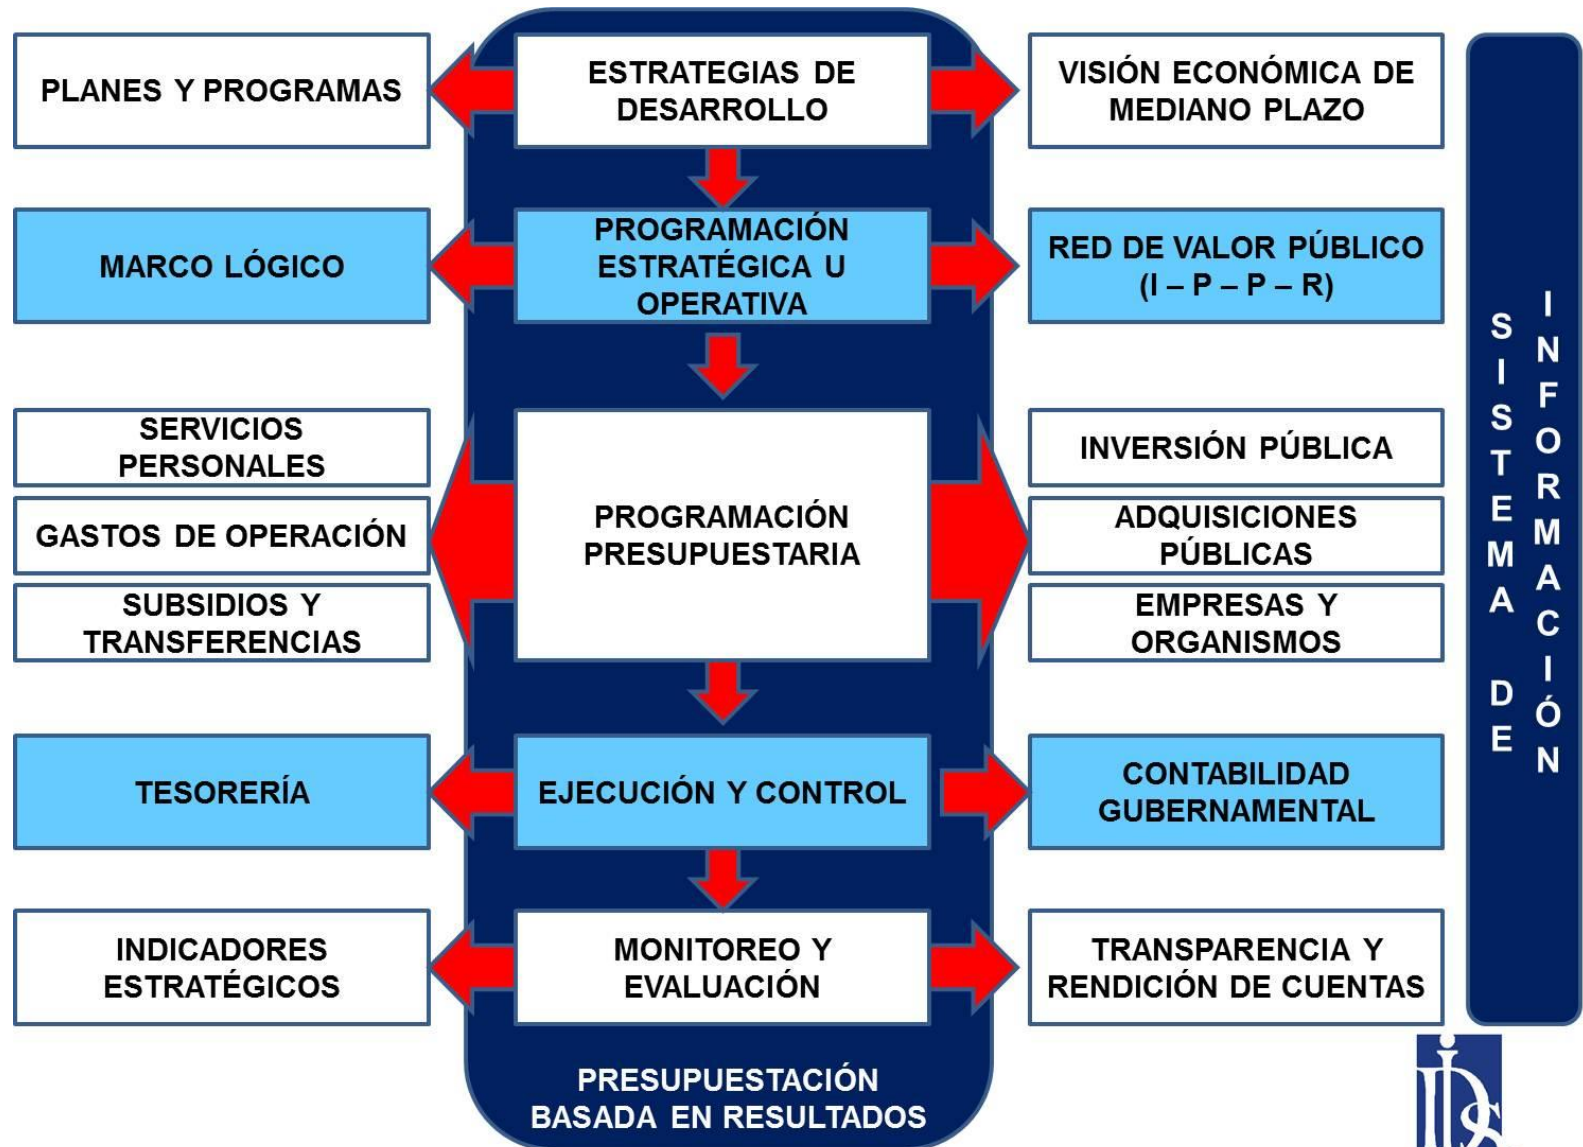 PLANES Y PROGRAMAS
ESTRATEGIAS DE
DESARROLLO
VISIÓN ECONÓMICA DE
MEDIANO PLAZO
MARCO LÓGICO
PROGRAMACIÓN
ESTRATÉGICA U
OPERATIVA
RED DE VALOR PÚBLICO
(I – P – P – R)
SERVICIOS
PERSONALES
GASTOS DE OPERACIÓN
SUBSIDIOS Y
TRANSFERENCIAS
PROGRAMACIÓN
PRESUPUESTARIA
INVERSIÓN PÚBLICA
ADQUISICIONES
PÚBLICAS
EMPRESAS Y
ORGANISMOS
TESORERÍA
EJECUCIÓN Y CONTROL
CONTABILIDAD
GUBERNAMENTAL
INDICADORES
ESTRATÉGICOS
MONITOREO Y
EVALUACIÓN
TRANSPARENCIA Y
RENDICIÓN DE CUENTAS
PRESUPUESTACIÓN
BASADA EN RESULTADOS
SISTEMA DE
INFORMACIÓN